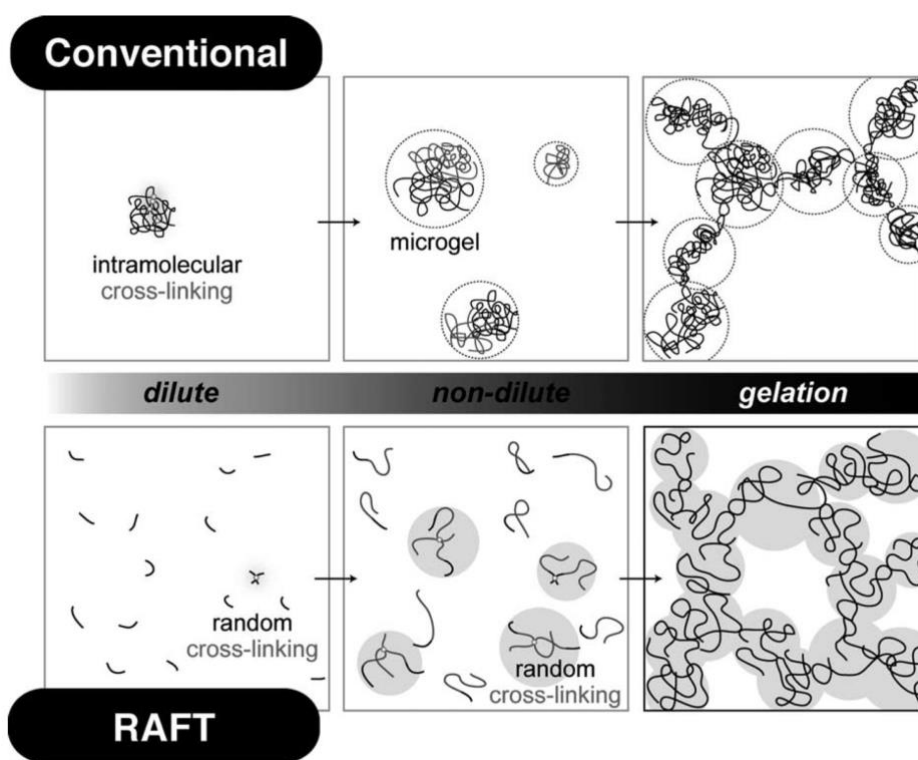 Conventional
intramolecular
cross-linking
microgel
dilute
non-dilute
gelation
random
cross-linking
random
cross-linking
RAFT